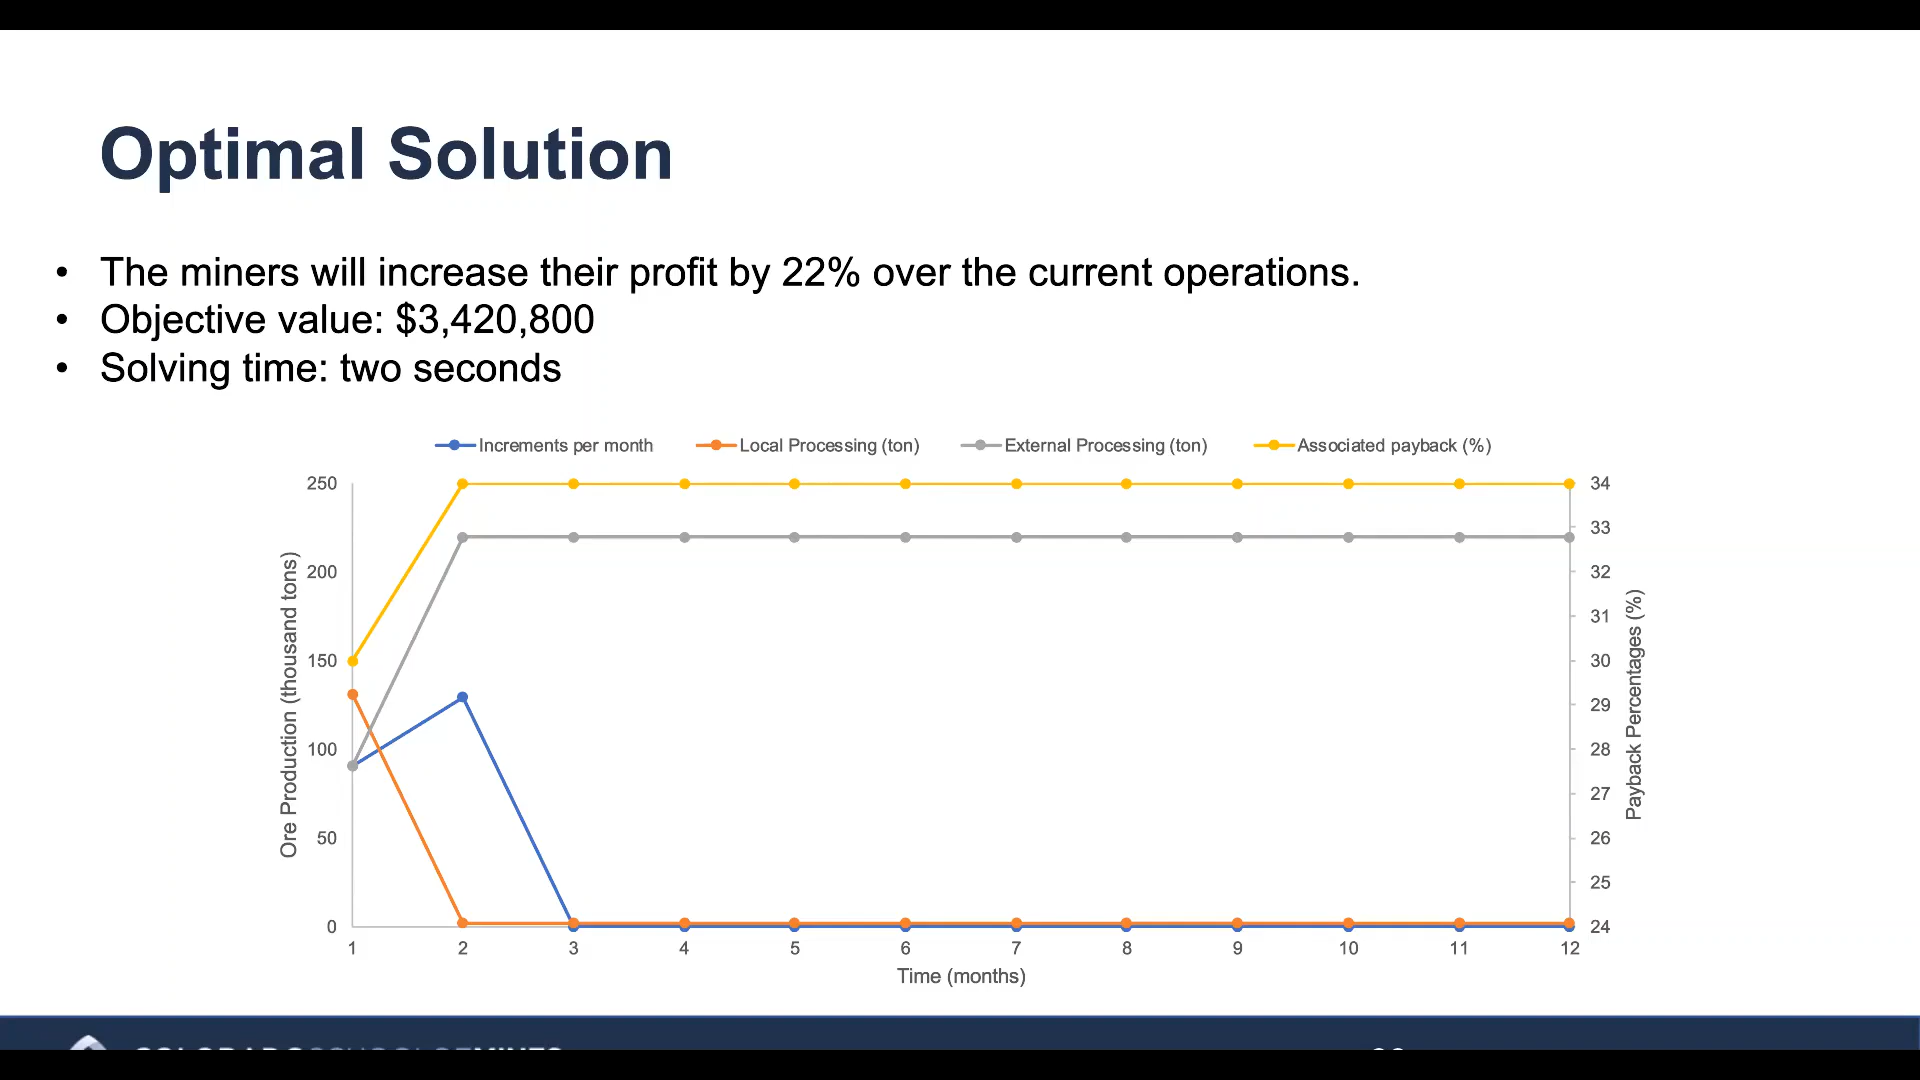 Optimal Solution
• The miners will increase their profit by 22% over the current operations.
• Objective value: $3,420,800
• Solving time: two seconds
Increments per month Local Processing (ton) External Processing (ton) Associated payback (%)
250
200
150
100
50
0
Ore Production (thousand tons)
34
33
32
31
30
29
28
27
26
25
24
Payback Percentages (%)
1 2 3 4 5 6 7 8 9 10 11 12
Time (months)